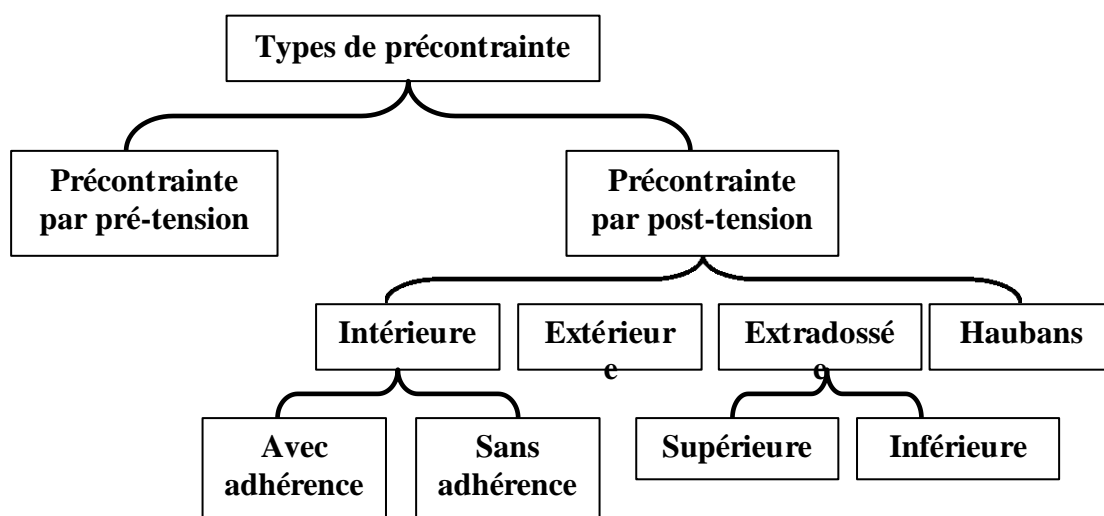 Types de précontrainte
Précontrainte
par pré-tension
Précontrainte
par post-tension
Intérieure
Extérieur
e
Extradossé
e
Haubans
Avec
adhérence
Sans
adhérence
Supérieure
Inférieure